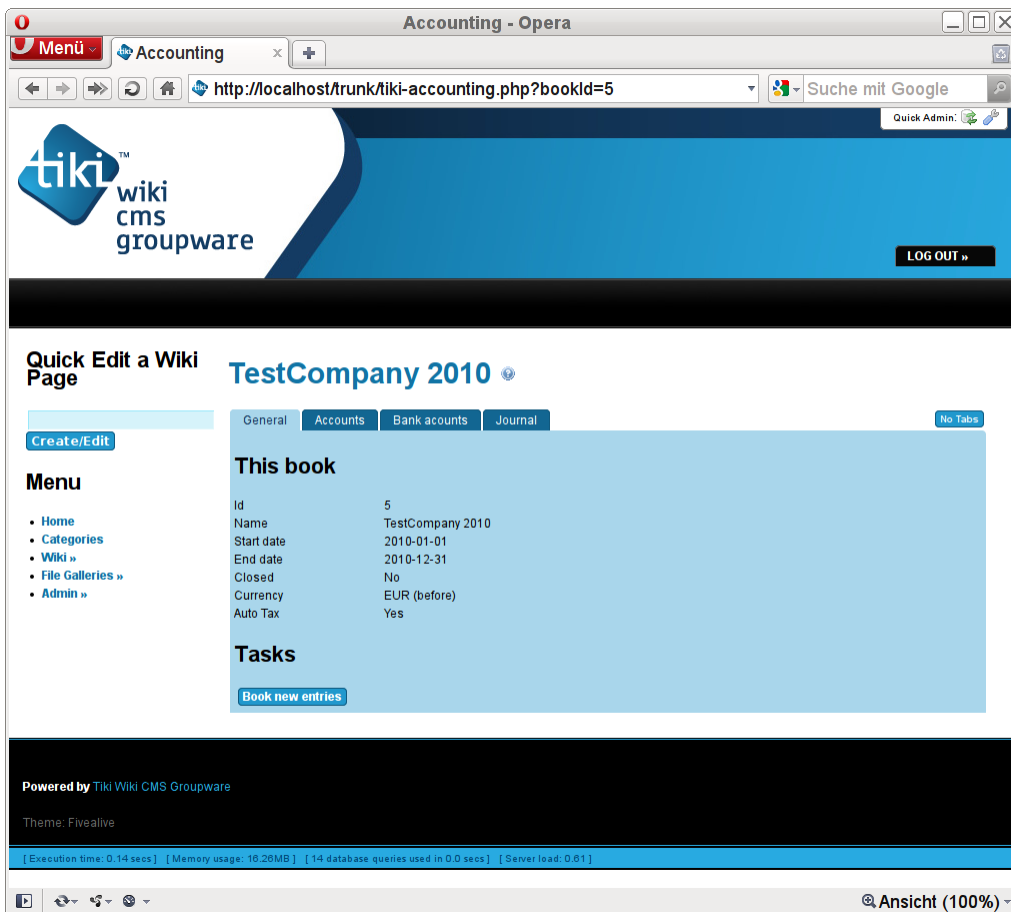 Accounting - Opera
Menü
Accounting
http://localhost/trunk/tiki-accounting.php?bookId=5
Suche mit Google
Quick Admin:
tiki™
wiki
cms
groupware
LOG OUT »
Quick Edit a Wiki
Page
Create/Edit
Menu
Home
Categories
Wiki »
File Galleries »
Admin »
TestCompany 2010
General Accounts Bank acounts Journal
No Tabs
This book
Id 5
Name TestCompany 2010
Start date 2010-01-01
End date 2010-12-31
Closed No
Currency EUR (before)
Auto Tax Yes
Tasks
Book new entries
Powered by Tiki Wiki CMS Groupware
Theme: Fivealive
[ Execution time: 0.14 secs ] [ Memory usage: 16.26MB ] [ 14 database queries used in 0.0 secs ] [ Server load: 0.61 ]
Ansicht (100%)